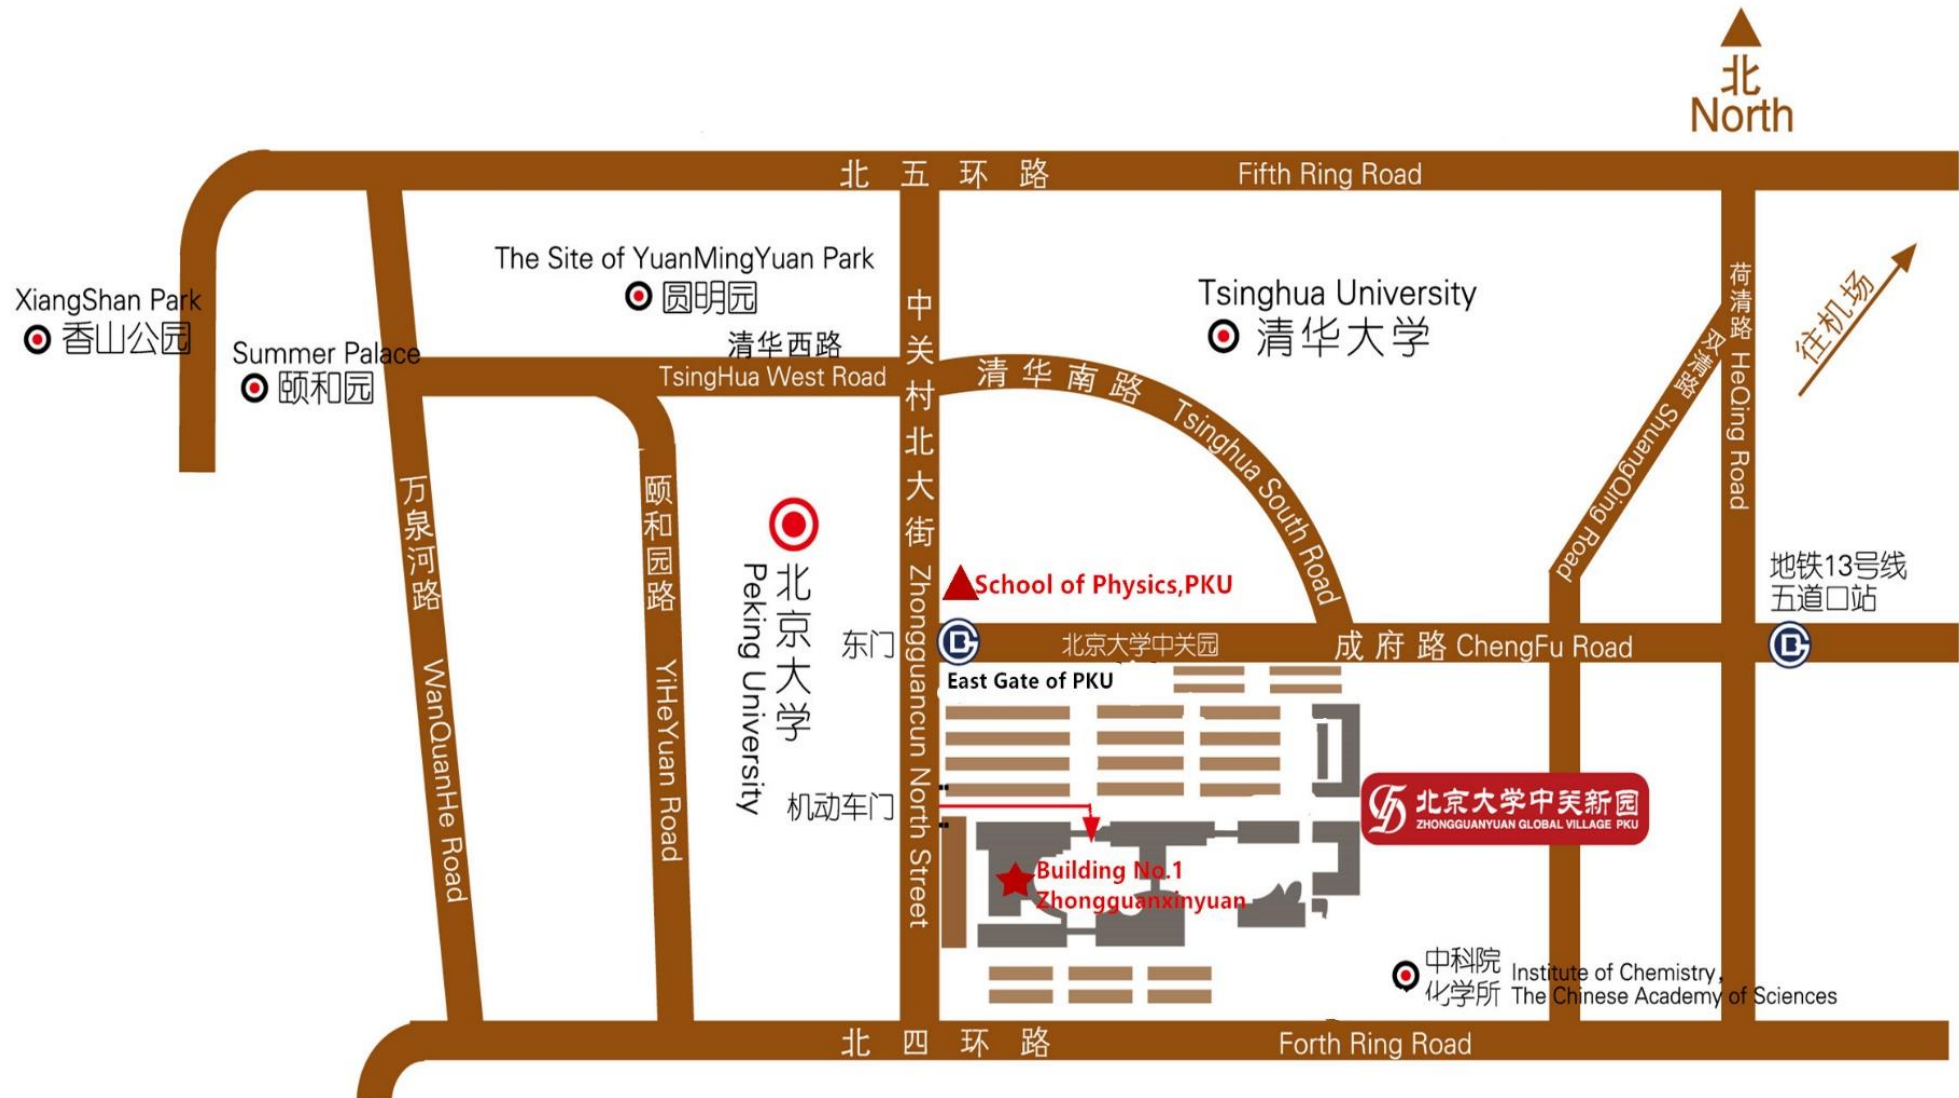 北
North
北五环路 Fifth Ring Road
The Site of YuanMingYuan Park
圆明园
Tsinghua University
清华大学
XiangShan Park
香山公园
Summer Palace
颐和园
清华西路
TsingHua West Road
清华南路 Tsinghua South Road
中关村北大街 Zhongguancun North Street
荷清路 HeQing Road
双清路 ShuangQing Road
往机场
万泉河路 WanQuanHe Road
颐和园路 YiHeYuan Road
北京大学
Peking University
School of Physics,PKU
地铁13号线
五道口站
东门
北京大学中关园
成府路 ChengFu Road
East Gate of PKU
机动车门
北京大学中关新园
ZHONGGUANYUAN GLOBAL VILLAGE PKU
Building No.1
Zhongguanxinyuan
中科院
化学所
Institute of Chemistry,
The Chinese Academy of Sciences
北四环路 Forth Ring Road